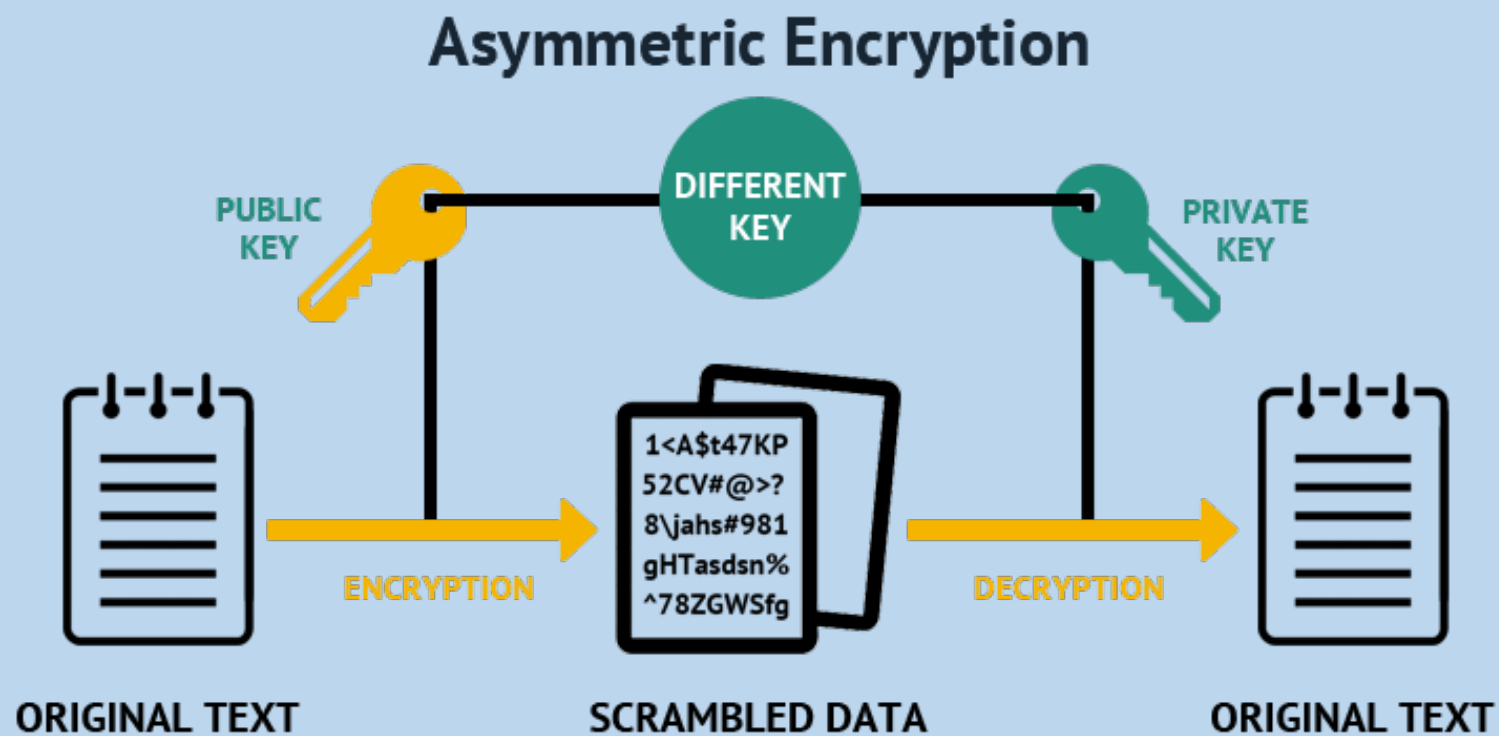 Asymmetric Encryption
PUBLIC
KEY
DIFFERENT
KEY
PRIVATE
KEY
1<A$t47KP
52CV#@>?
8\jahs#981
gHTasdsn%
^78ZGWSfg
ENCRYPTION
DECRYPTION
ORIGINAL TEXT
SCRAMBLED DATA
ORIGINAL TEXT